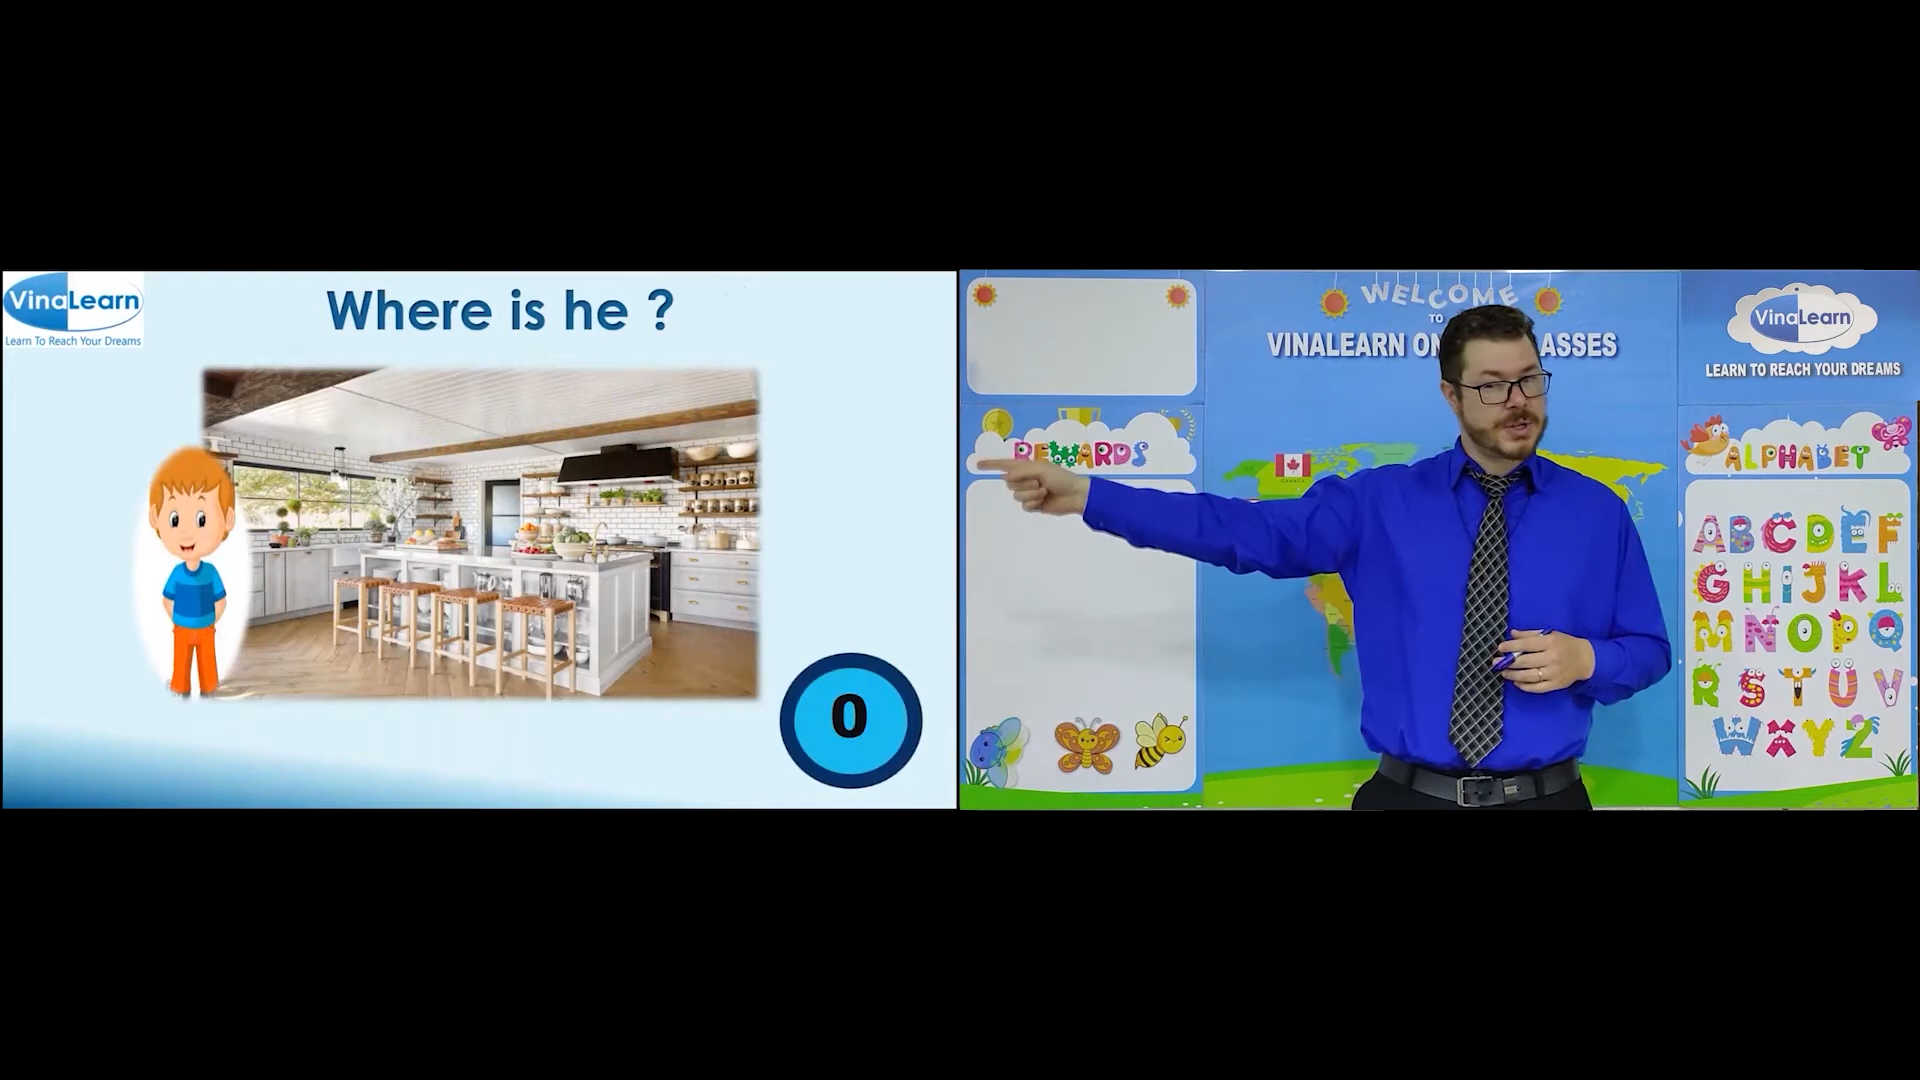 VinaLearn
Learn To Reach Your Dreams
Where is he ?
0
WELCOME
TO
VINALEARN ON
ASSES
REWARDS
CANADA
VinaLearn
LEARN TO REACH YOUR DREAMS
ALPHABET
A B C D E F
G H I J K L
M N O P Q
R S T U V
W X Y Z